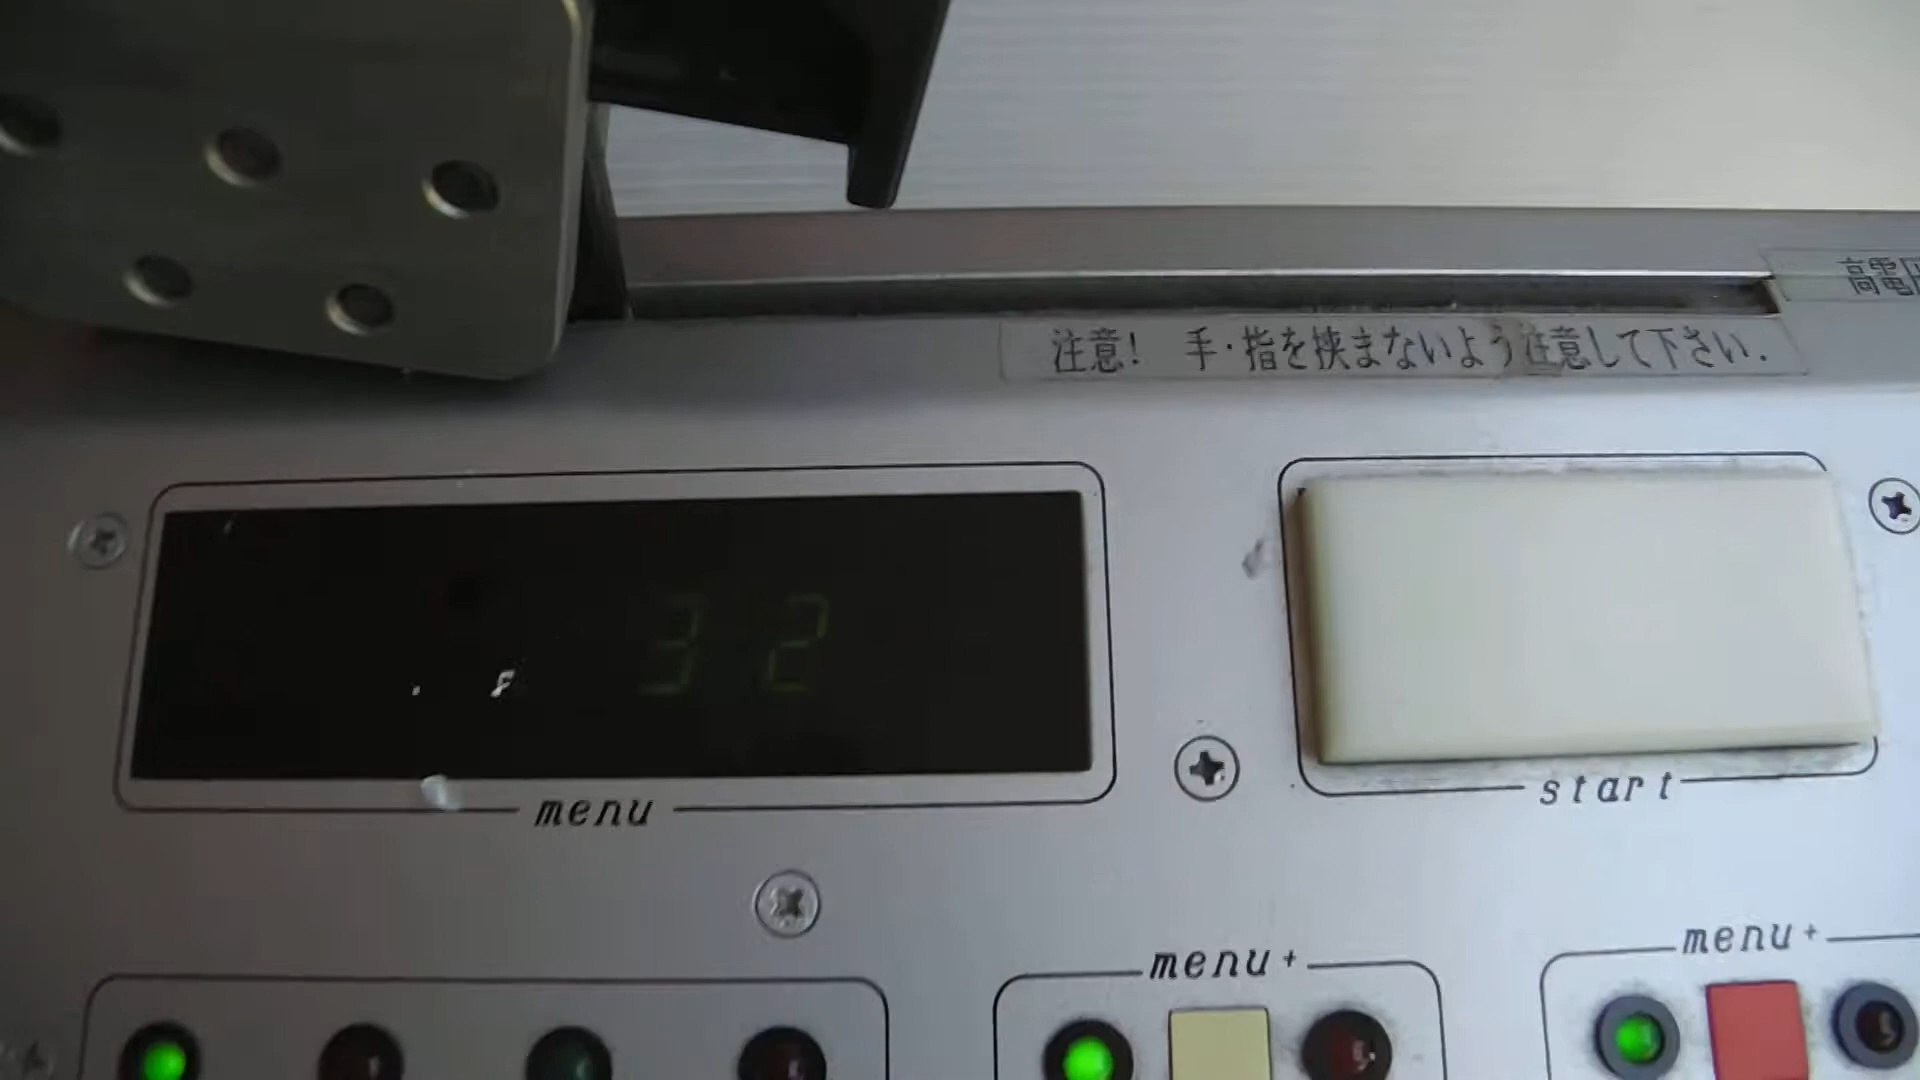 高電
注意! 手・指を挟まないよう注意して下さい.
32
menu
start
menu+
menu+